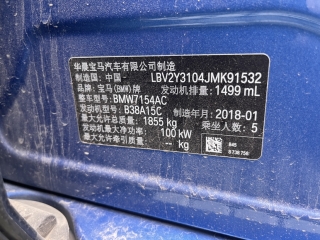 华晨宝马汽车有限公司制造
制造国：中国 LBV2Y3104JMK91532
品牌：宝马(BMW)牌 发动机排量：1499 mL
整车型号：BMW7154AC
发动机型号：B38A15C 制造年月：2018-01
最大允许总质量：1855 kg 乘坐人数：5
发动机最大净功率：100 kW
最大允许牵引质量：-- kg